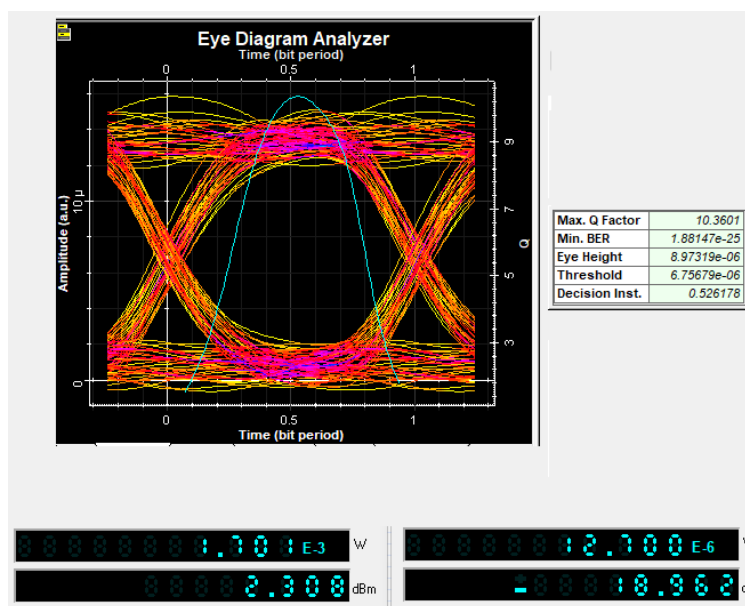 Eye Diagram Analyzer
Time (bit period)
0 0.5 1
Amplitude (a.u.)
10 µ
0
9
7
5
3
Q
0 0.5 1
Time (bit period)
Max. Q Factor 10.3601
Min. BER 1.88147e-25
Eye Height 8.97319e-06
Threshold 6.75679e-06
Decision Inst. 0.526178
1.701 E-3 W
2.308 dBm
12.700 E-6
- 18.962